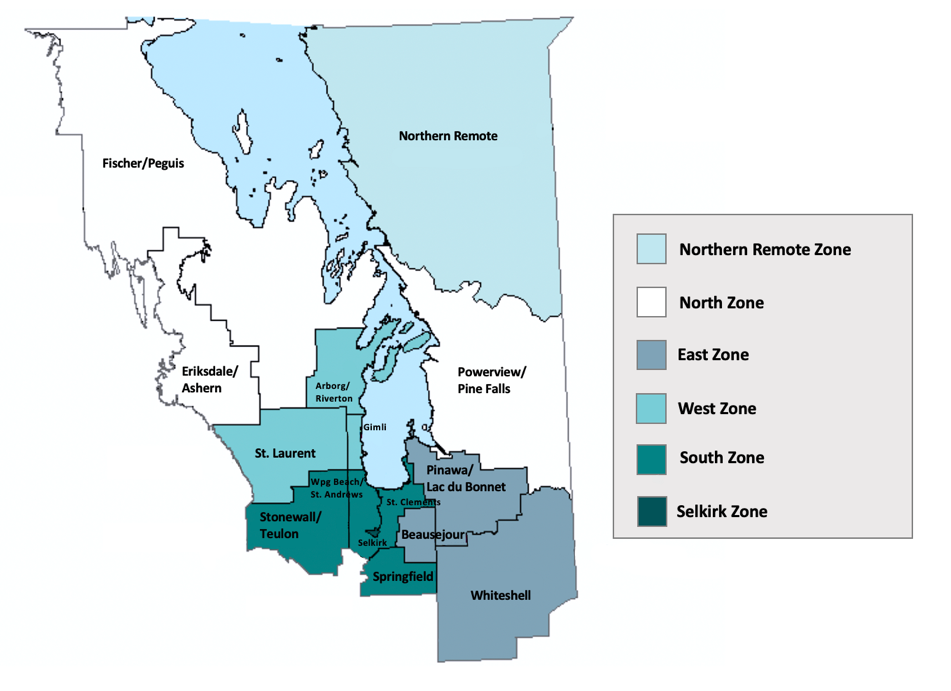 Northern Remote
Fischer/Peguis
Eriksdale/
Ashern
Arborg/
Riverton
Powerview/
Pine Falls
Gimli
St. Laurent
Pinawa/
Lac du Bonnet
Wpg Beach/
St. Andrews
St. Clements
Stonewall/
Teulon
Beausejour
Selkirk
Springfield
Whiteshell
Northern Remote Zone
North Zone
East Zone
West Zone
South Zone
Selkirk Zone